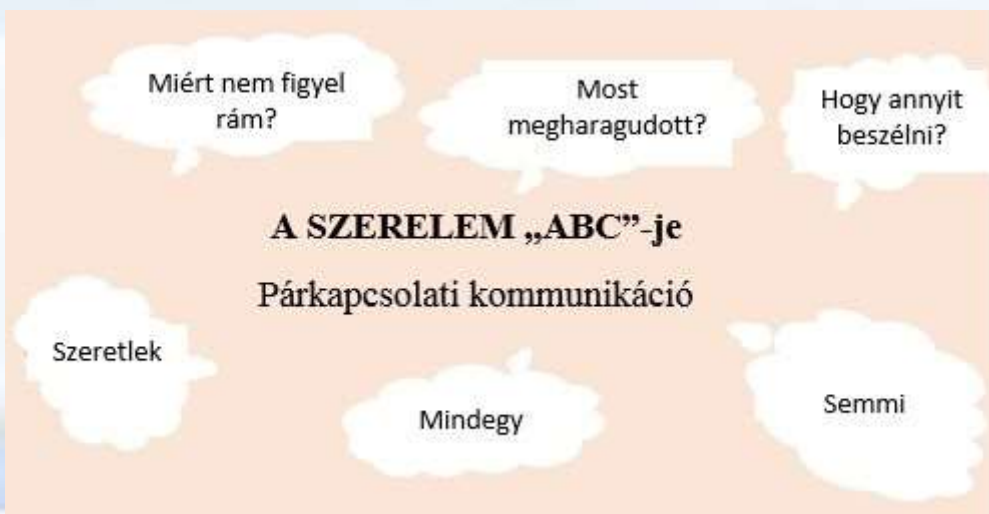 Miért nem figyel
rám?
Most
megharagudott?
Hogy annyit
beszélni?
A SZERELEM „ABC”-je
Párkapcsolati kommunikáció
Szeretlek
Mindegy
Semmi